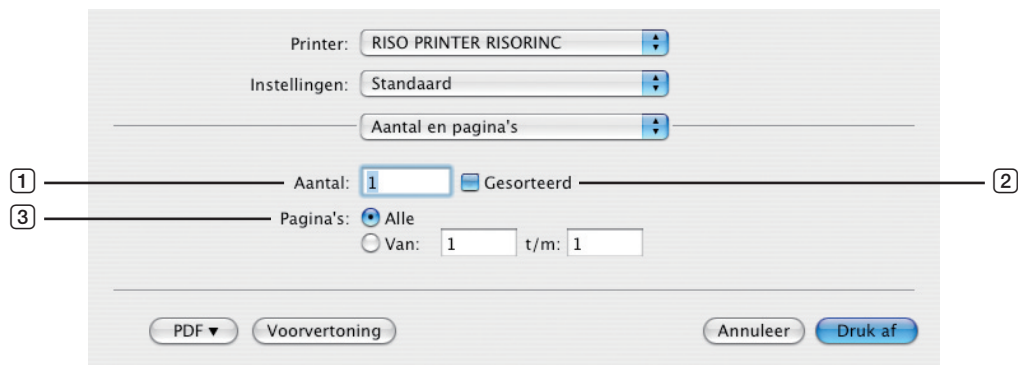 Printer: RISO PRINTER RISORINC
Instellingen: Standaard
Aantal en pagina's
1 Aantal: 1 Gesorteerd 2
3 Pagina's: Alle
Van: 1 t/m: 1
PDF ▼ Voorvertoning Annuleer Druk af